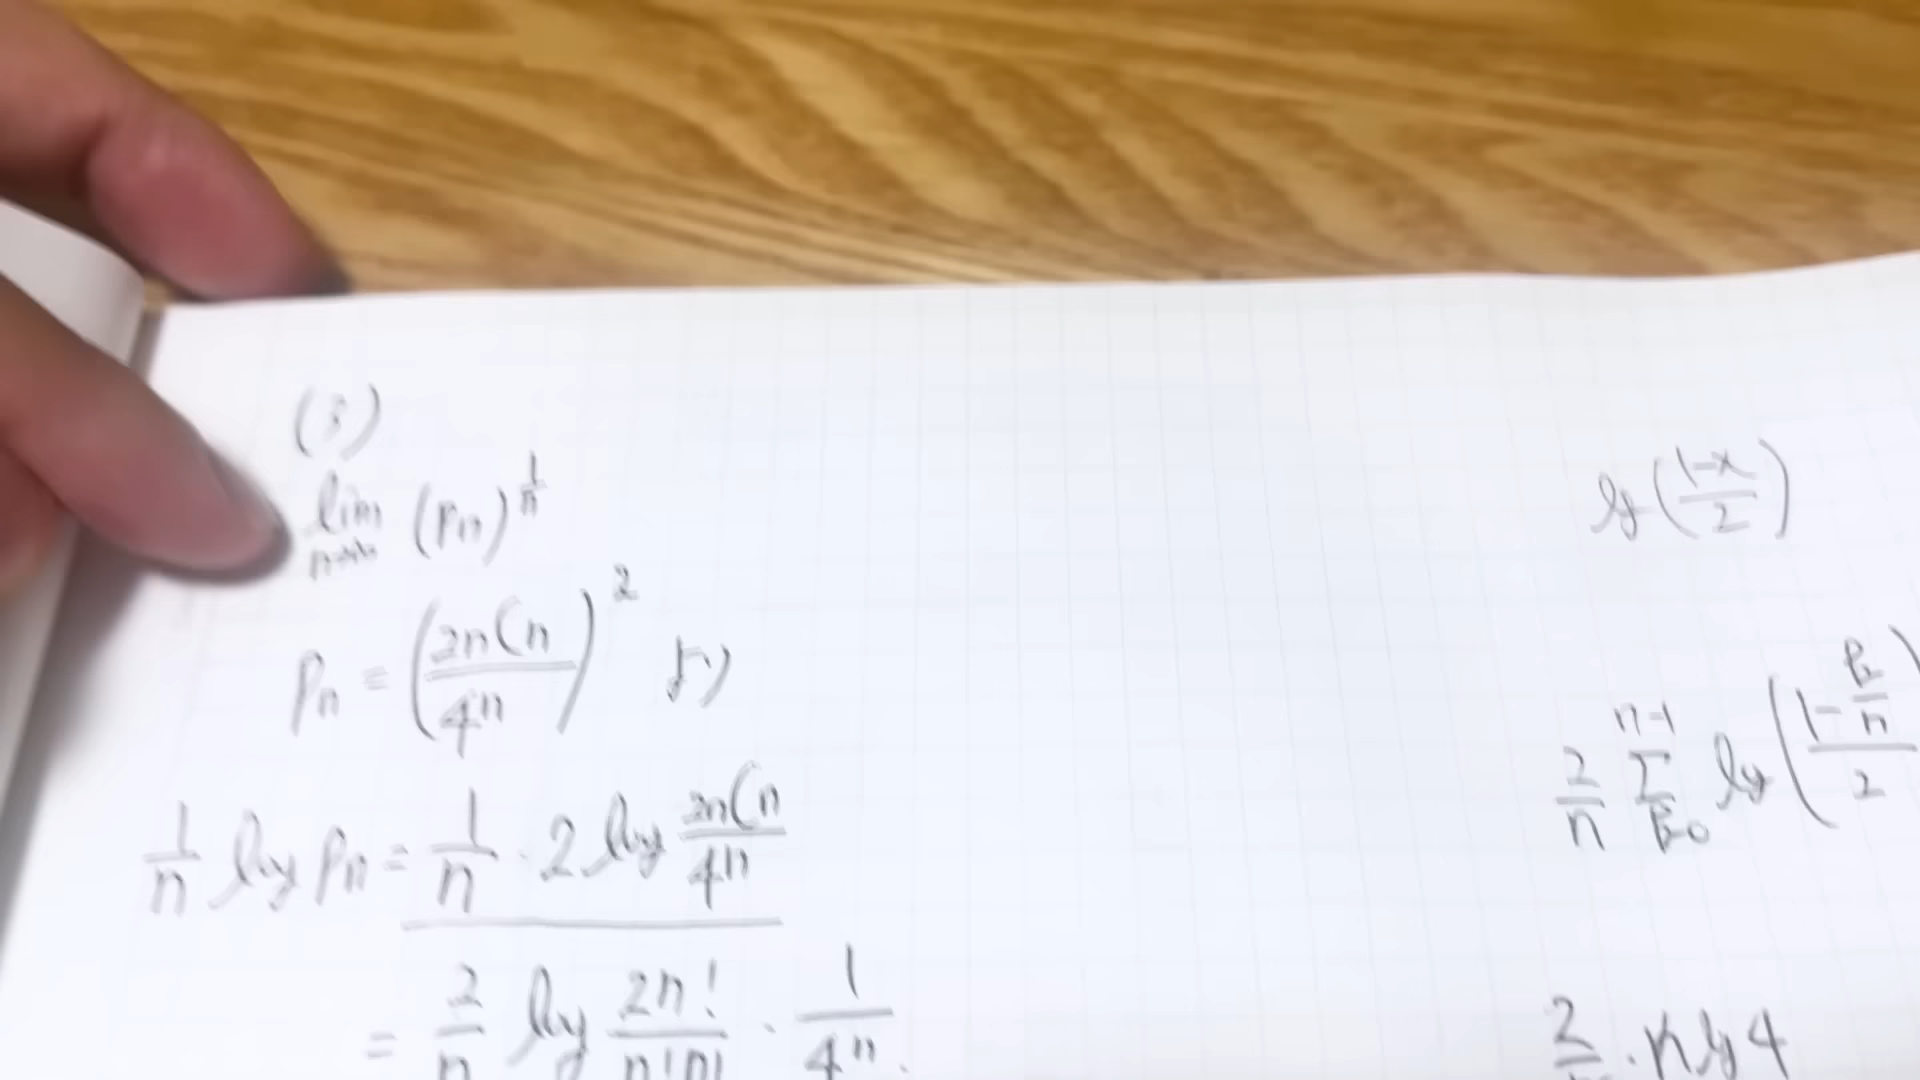 (3)
lim n→∞ (Pn)^(1/n)
Pn = (2nCn / 4^n)^2 より
1/n log Pn = 1/n · 2 log 2nCn / 4^n
= 2/n log 2n! / n!n! · 1 / 4^n
log((1-x)/2)
2/n Σ_(k=0)^(n-1) log((1-k/n)/2)
2/n · n log 4